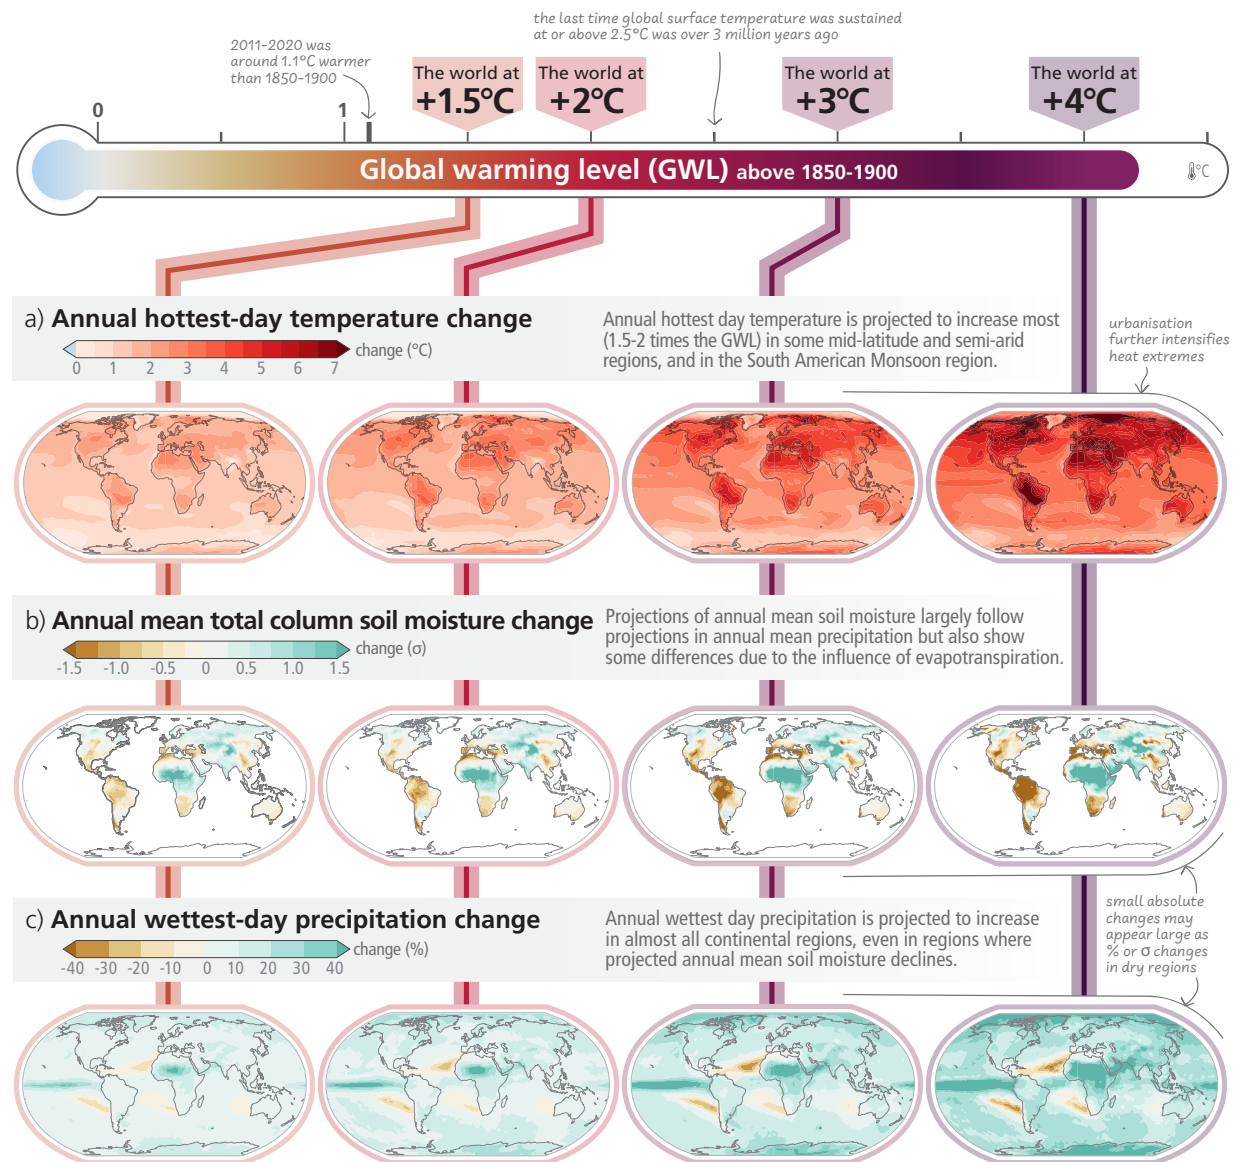 the last time global surface temperature was sustained
at or above 2.5°C was over 3 million years ago
2011-2020 was
around 1.1°C warmer
than 1850-1900
The world at
+1.5°C
The world at
+2°C
The world at
+3°C
The world at
+4°C
0
1
Global warming level (GWL) above 1850-1900
°C
a) Annual hottest-day temperature change
change (°C)
0 1 2 3 4 5 6 7
Annual hottest day temperature is projected to increase most
(1.5-2 times the GWL) in some mid-latitude and semi-arid
regions, and in the South American Monsoon region.
urbanisation
further intensifies
heat extremes
b) Annual mean total column soil moisture change
change (σ)
-1.5 -1.0 -0.5 0 0.5 1.0 1.5
Projections of annual mean soil moisture largely follow
projections in annual mean precipitation but also show
some differences due to the influence of evapotranspiration.
c) Annual wettest-day precipitation change
change (%)
-40 -30 -20 -10 0 10 20 30 40
Annual wettest day precipitation is projected to increase
in almost all continental regions, even in regions where
projected annual mean soil moisture declines.
small absolute
changes may
appear large as
% or σ changes
in dry regions